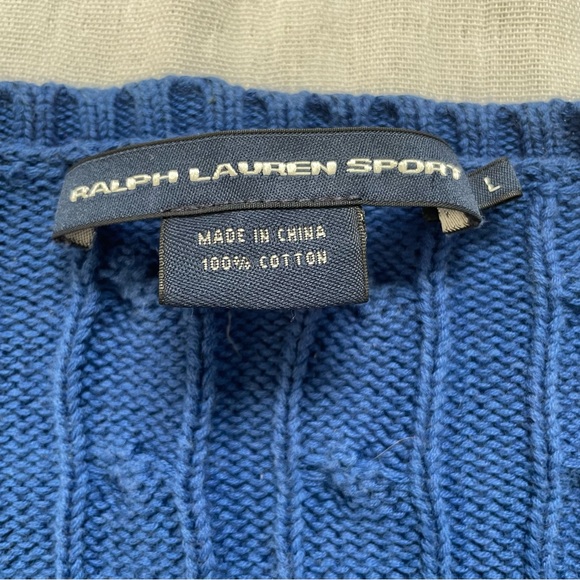 RALPH LAUREN SPORT
L
MADE IN CHINA
100% COTTON